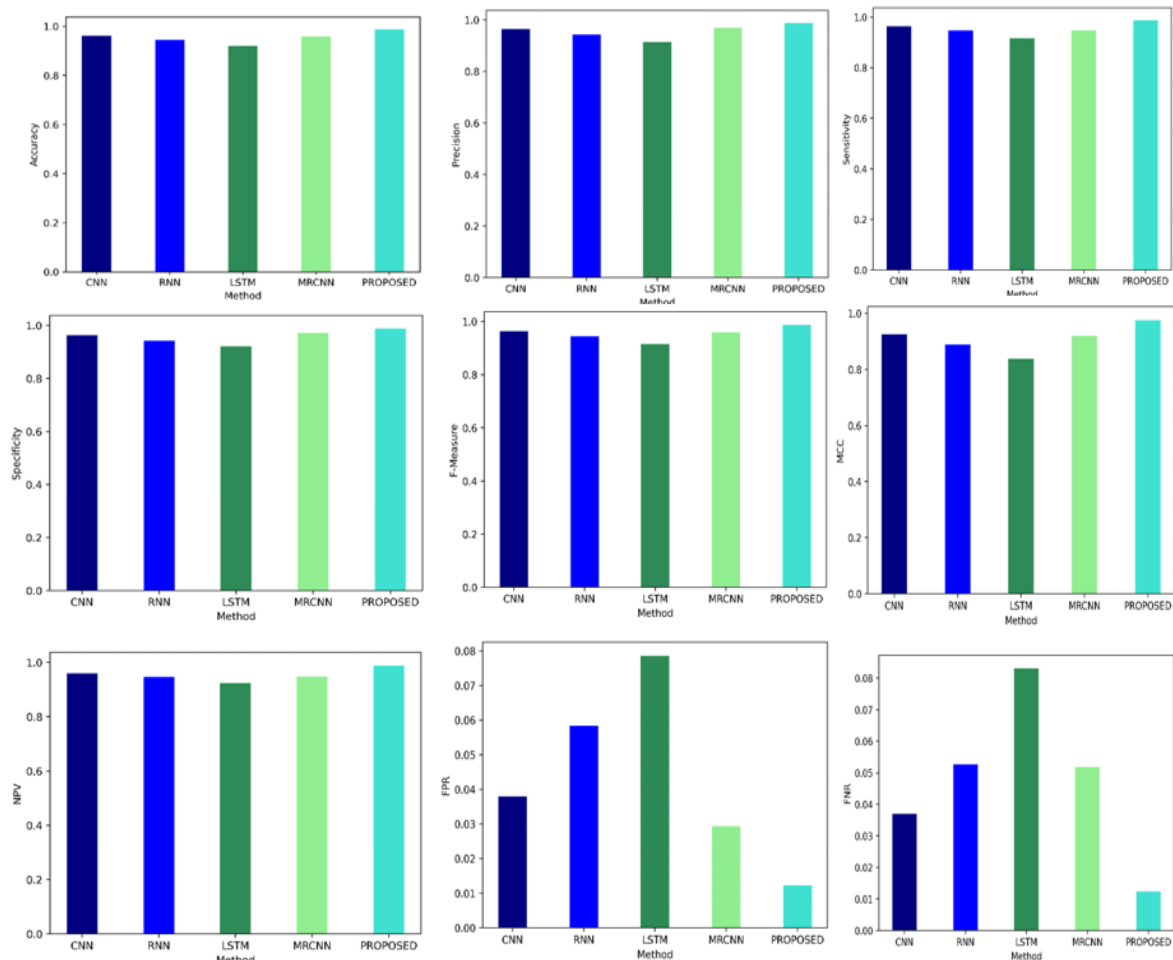 1.0
0.8
0.6
0.4
0.2
0.0
Accuracy
CNN RNN LSTM MRCNN PROPOSED
Method
1.0
0.8
0.6
0.4
0.2
0.0
Precision
CNN RNN LSTM MRCNN PROPOSED
Method
1.0
0.8
0.6
0.4
0.2
0.0
Sensitivity
CNN RNN LSTM MRCNN PROPOSED
Method
1.0
0.8
0.6
0.4
0.2
0.0
Specificity
CNN RNN LSTM MRCNN PROPOSED
Method
1.0
0.8
0.6
0.4
0.2
0.0
F-Measure
CNN RNN LSTM MRCNN PROPOSED
Method
1.0
0.8
0.6
0.4
0.2
0.0
MCC
CNN RNN LSTM MRCNN PROPOSED
Method
1.0
0.8
0.6
0.4
0.2
0.0
NPV
CNN RNN LSTM MRCNN PROPOSED
Method
0.08
0.07
0.06
0.05
0.04
0.03
0.02
0.01
0.00
FPR
CNN RNN LSTM MRCNN PROPOSED
Method
0.08
0.07
0.06
0.05
0.04
0.03
0.02
0.01
0.00
FNR
CNN RNN LSTM MRCNN PROPOSED
Method